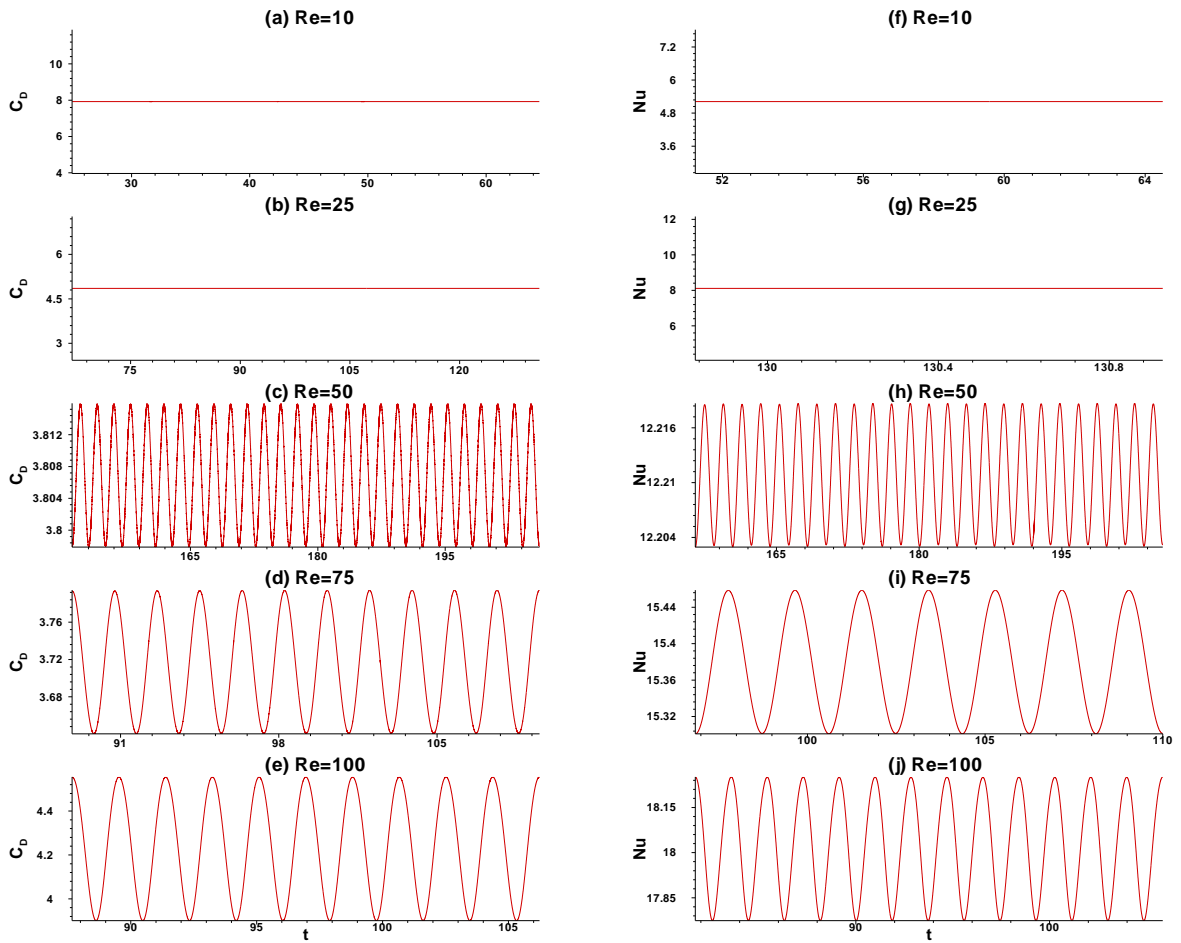 (a) Re=10
C_D
10
8
6
4
30 40 50 60
(f) Re=10
Nu
7.2
6
4.8
3.6
52 56 60 64
(b) Re=25
C_D
6
4.5
3
75 90 105 120
(g) Re=25
Nu
12
10
8
6
130 130.4 130.8
(c) Re=50
C_D
3.812
3.808
3.804
3.8
165 180 195
(h) Re=50
Nu
12.216
12.21
12.204
165 180 195
(d) Re=75
C_D
3.76
3.72
3.68
91 98 105
(i) Re=75
Nu
15.44
15.4
15.36
15.32
100 105 110
(e) Re=100
C_D
4.4
4.2
4
90 95 100 105
t
(j) Re=100
Nu
18.15
18
17.85
90 100
t